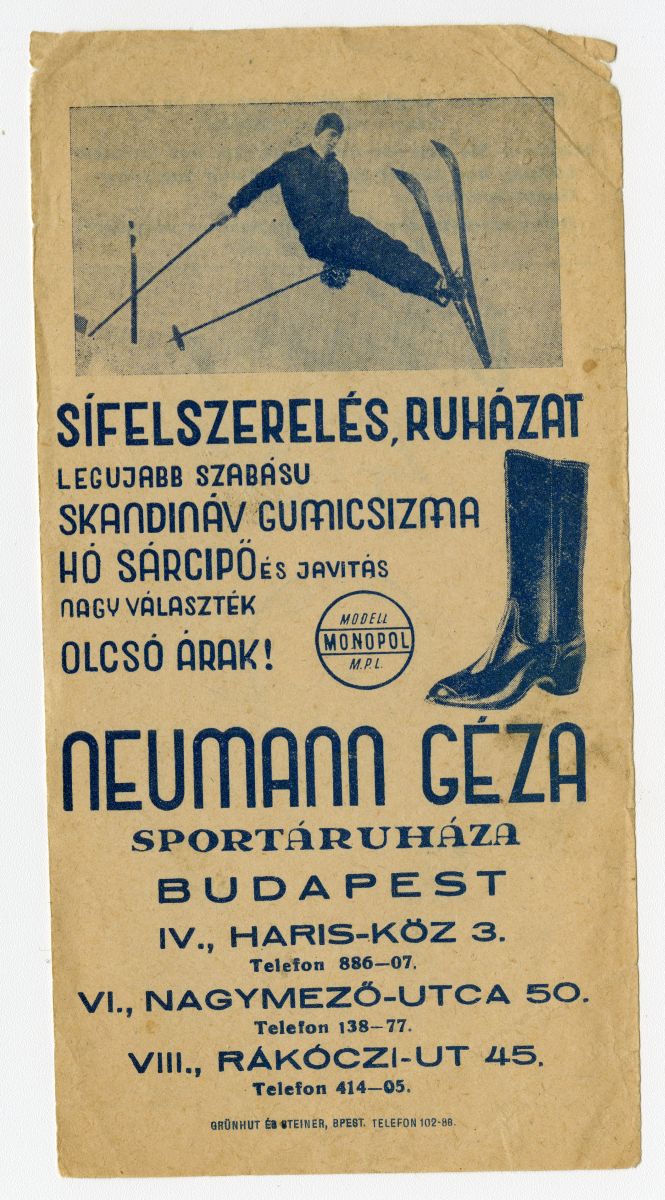 SÍFELSZERELÉS, RUHÁZAT
LEGUJABB SZABÁSU
SKANDINÁV GUMICSIZMA
HÓ SÁRCIPŐ ÉS JAVITÁS
NAGY VÁLASZTÉK
OLCSÓ ÁRAK!
MODELL
MONOPOL
M.P.L.
NEUMANN GÉZA
SPORTÁRUHÁZA
BUDAPEST
IV., HARIS-KÖZ 3.
Telefon 886—07.
VI., NAGYMEZŐ-UTCA 50.
Telefon 138—77.
VIII., RÁKÓCZI-UT 45.
Telefon 414—05.
GRÜNHUT ÉS STEINER, BPEST. TELEFON 102-88.